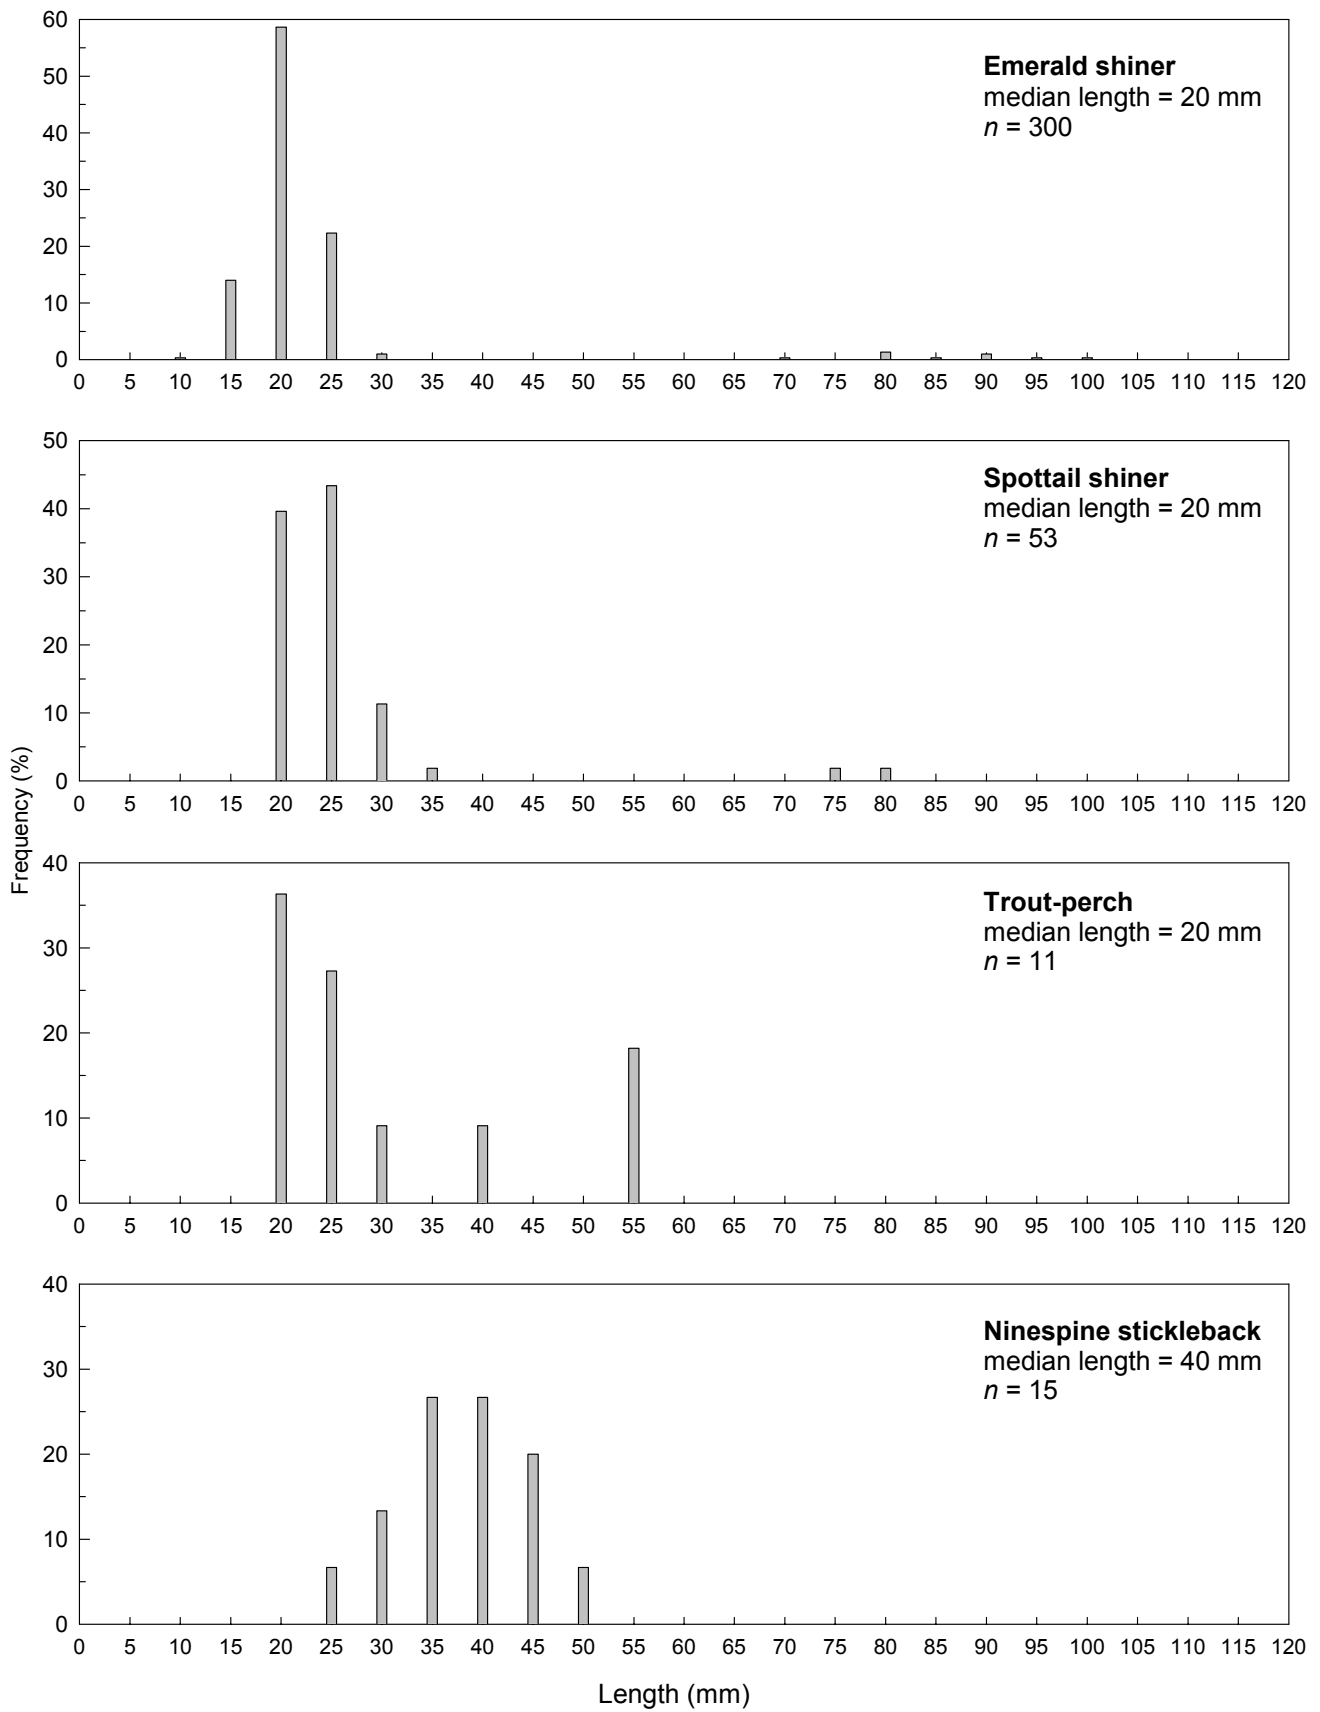 60
50
40
30
20
10
0
Emerald shiner
median length = 20 mm
n = 300
0 5 10 15 20 25 30 35 40 45 50 55 60 65 70 75 80 85 90 95 100 105 110 115 120
50
40
30
20
10
0
Spottail shiner
median length = 20 mm
n = 53
0 5 10 15 20 25 30 35 40 45 50 55 60 65 70 75 80 85 90 95 100 105 110 115 120
Frequency (%)
40
30
20
10
0
Trout-perch
median length = 20 mm
n = 11
0 5 10 15 20 25 30 35 40 45 50 55 60 65 70 75 80 85 90 95 100 105 110 115 120
40
30
20
10
0
Ninespine stickleback
median length = 40 mm
n = 15
0 5 10 15 20 25 30 35 40 45 50 55 60 65 70 75 80 85 90 95 100 105 110 115 120
Length (mm)